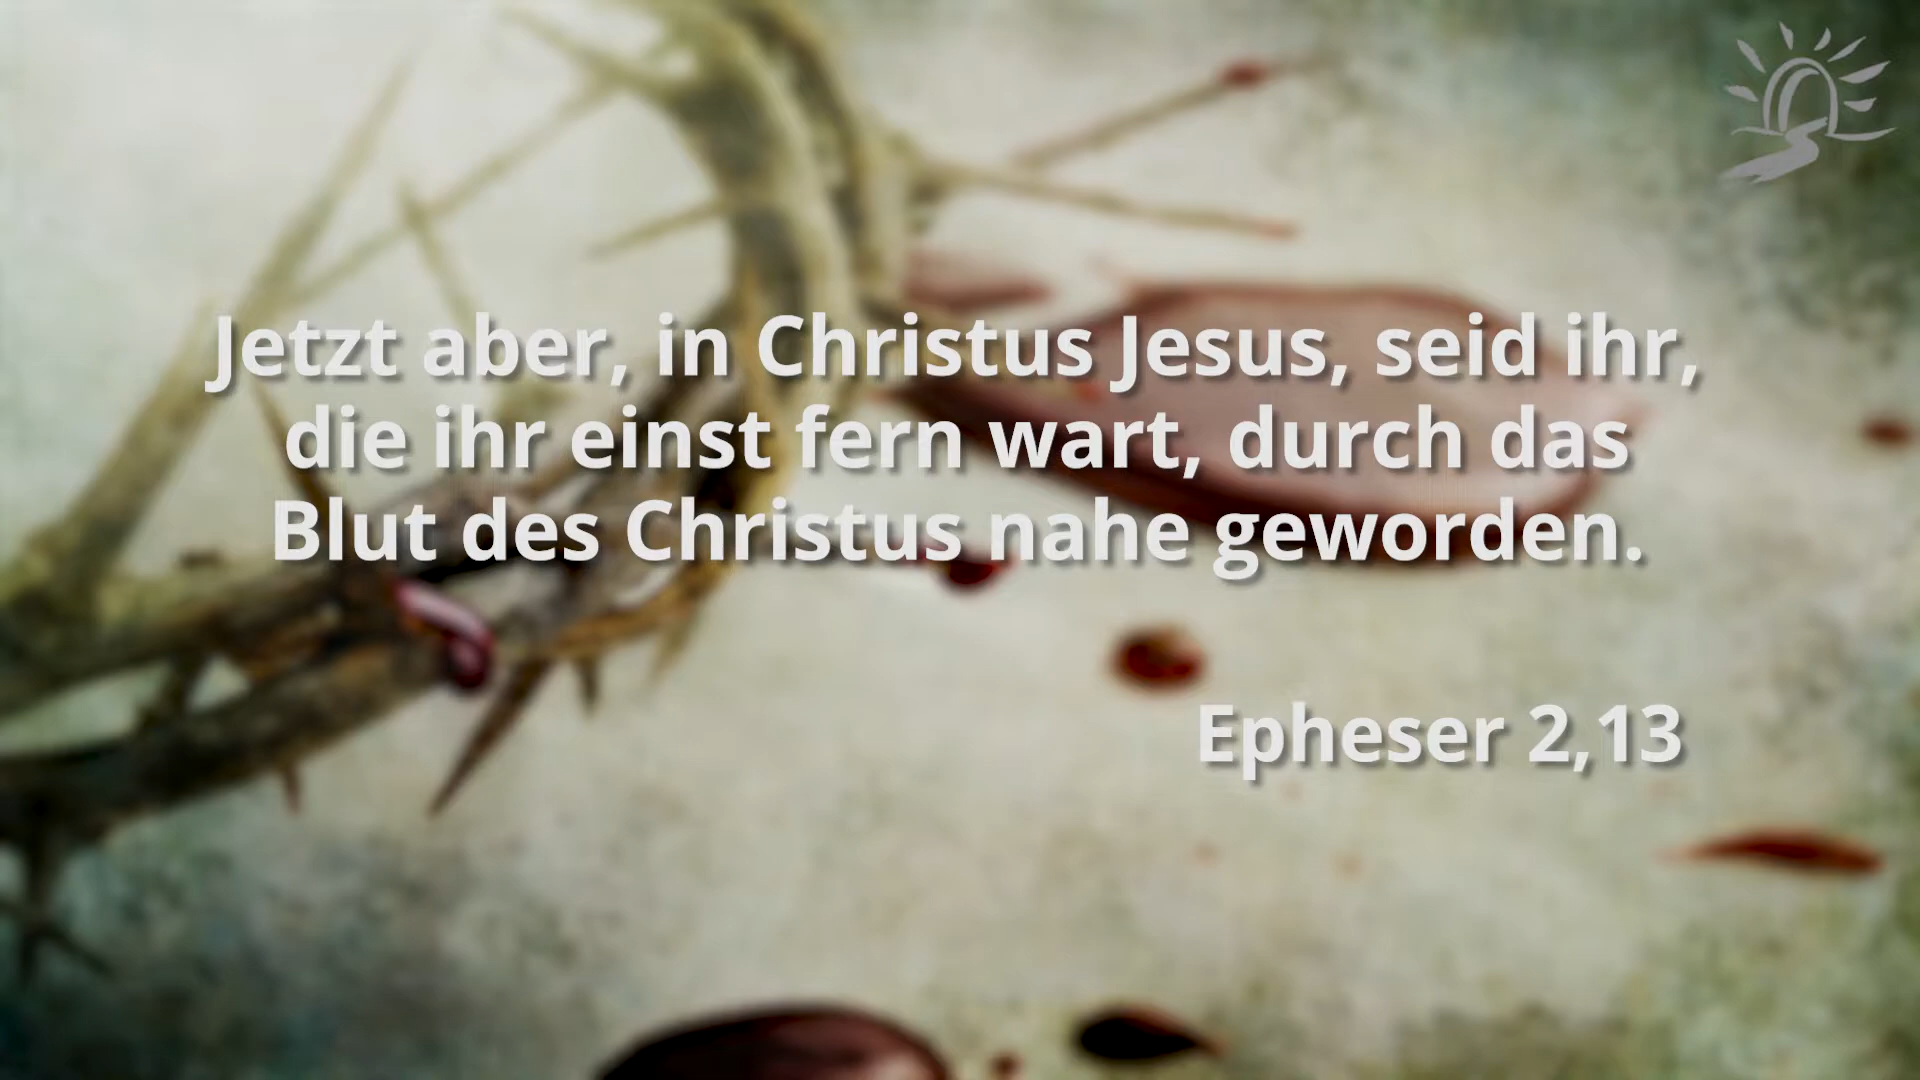 Jetzt aber, in Christus Jesus, seid ihr,
die ihr einst fern wart, durch das
Blut des Christus nahe geworden.
Epheser 2,13